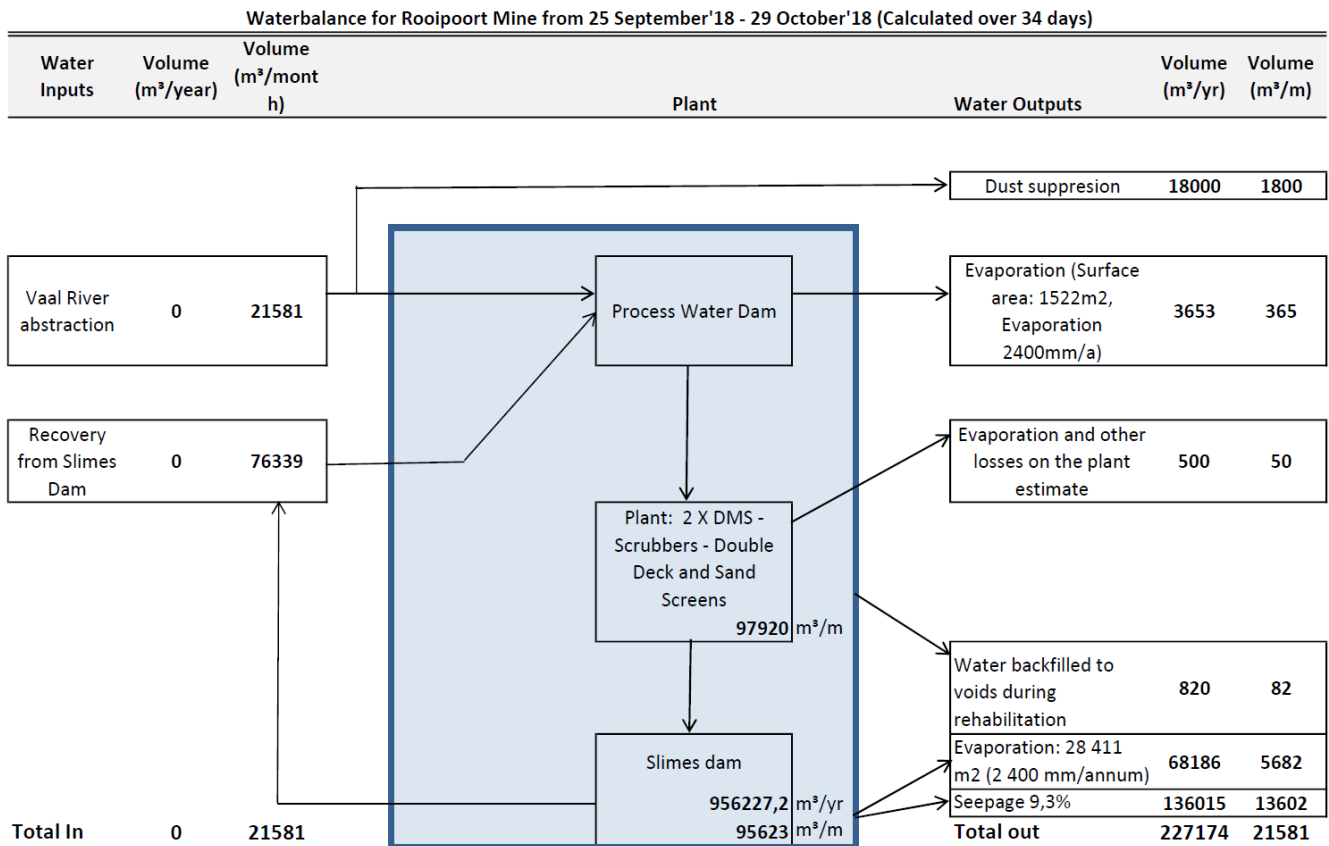 Waterbalance for Rooipoort Mine from 25 September'18 - 29 October'18 (Calculated over 34 days)
Water Inputs
Volume (m³/year)
Volume (m³/mont h)
Plant
Water Outputs
Volume (m³/yr)
Volume (m³/m)
Dust suppresion 18000 1800
Vaal River
abstraction
0 21581
Process Water Dam
Evaporation (Surface
area: 1522m2,
Evaporation
2400mm/a)
3653 365
Recovery
from Slimes
Dam
0 76339
Evaporation and other
losses on the plant
estimate
500 50
Plant: 2 X DMS -
Scrubbers - Double
Deck and Sand
Screens
97920 m³/m
Water backfilled to
voids during
rehabilitation
820 82
Slimes dam
956227,2 m³/yr
95623 m³/m
Evaporation: 28 411
m2 (2 400 mm/annum)
68186 5682
Seepage 9,3% 136015 13602
Total In 0 21581
Total out 227174 21581